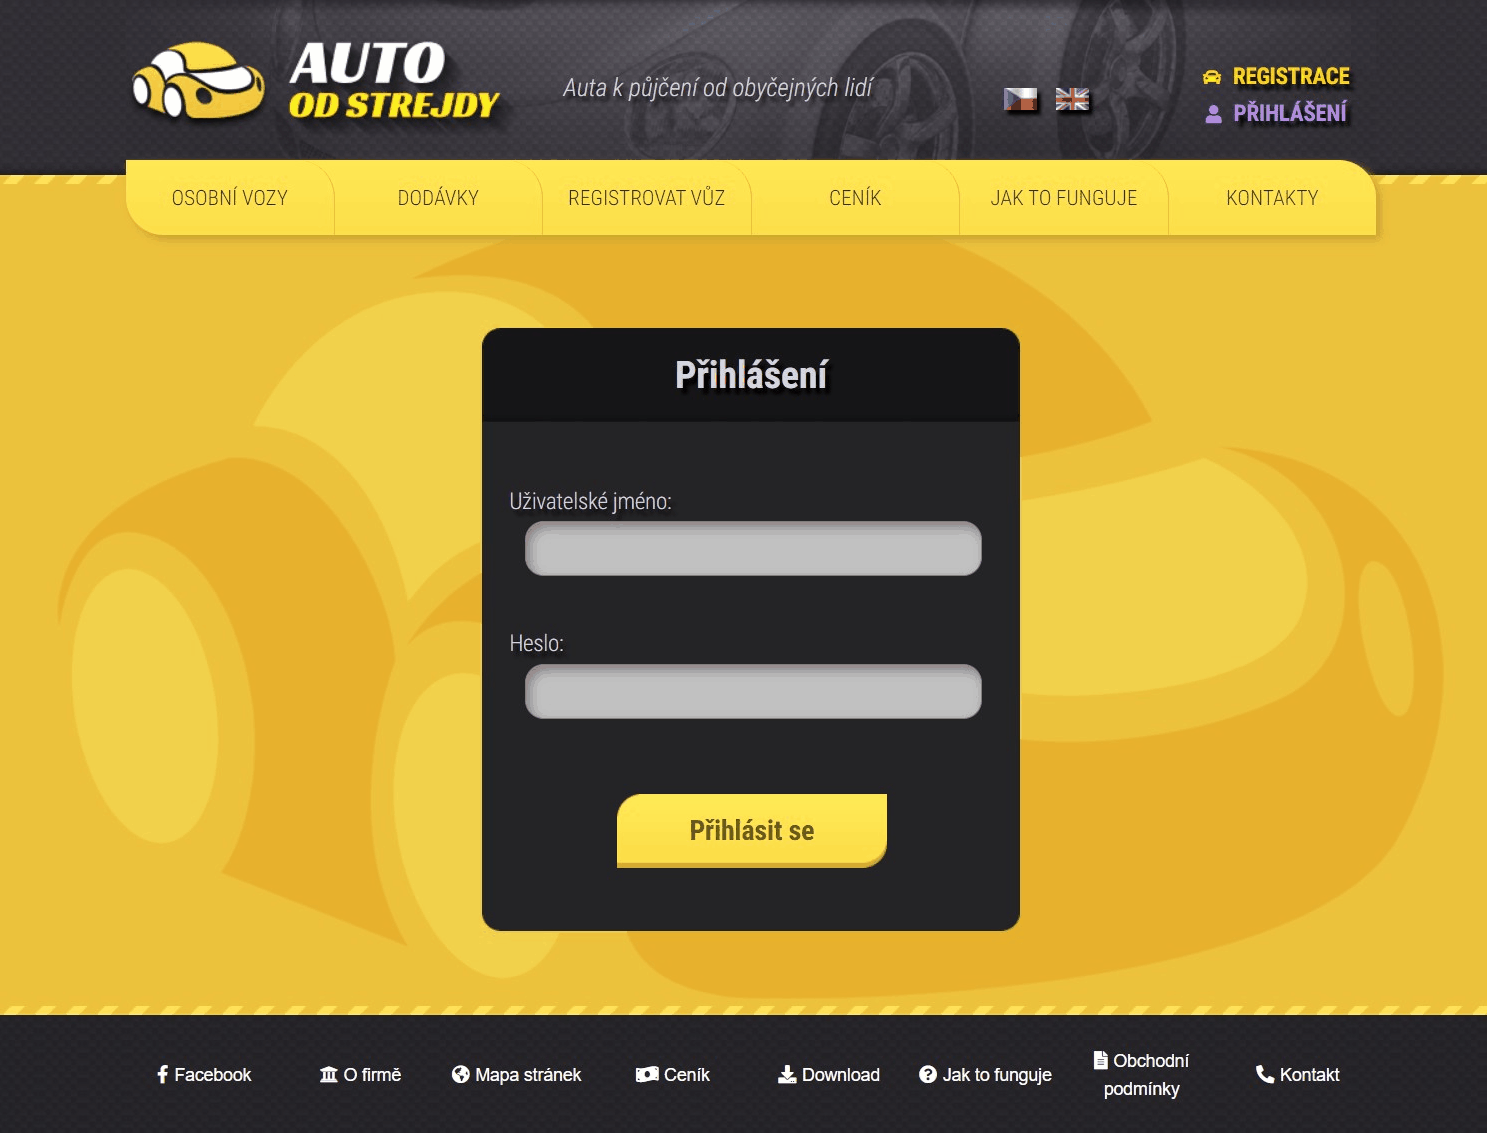 AUTO
OD STREJDY
Auta k půjčení od obyčejných lidí
REGISTRACE
PŘIHLÁŠENÍ
OSOBNÍ VOZY
DODÁVKY
REGISTROVAT VŮZ
CENÍK
JAK TO FUNGUJE
KONTAKTY
Přihlášení
Uživatelské jméno:
Heslo:
Přihlásit se
Facebook
O firmě
Mapa stránek
Ceník
Download
Jak to funguje
Obchodní
podmínky
Kontakt